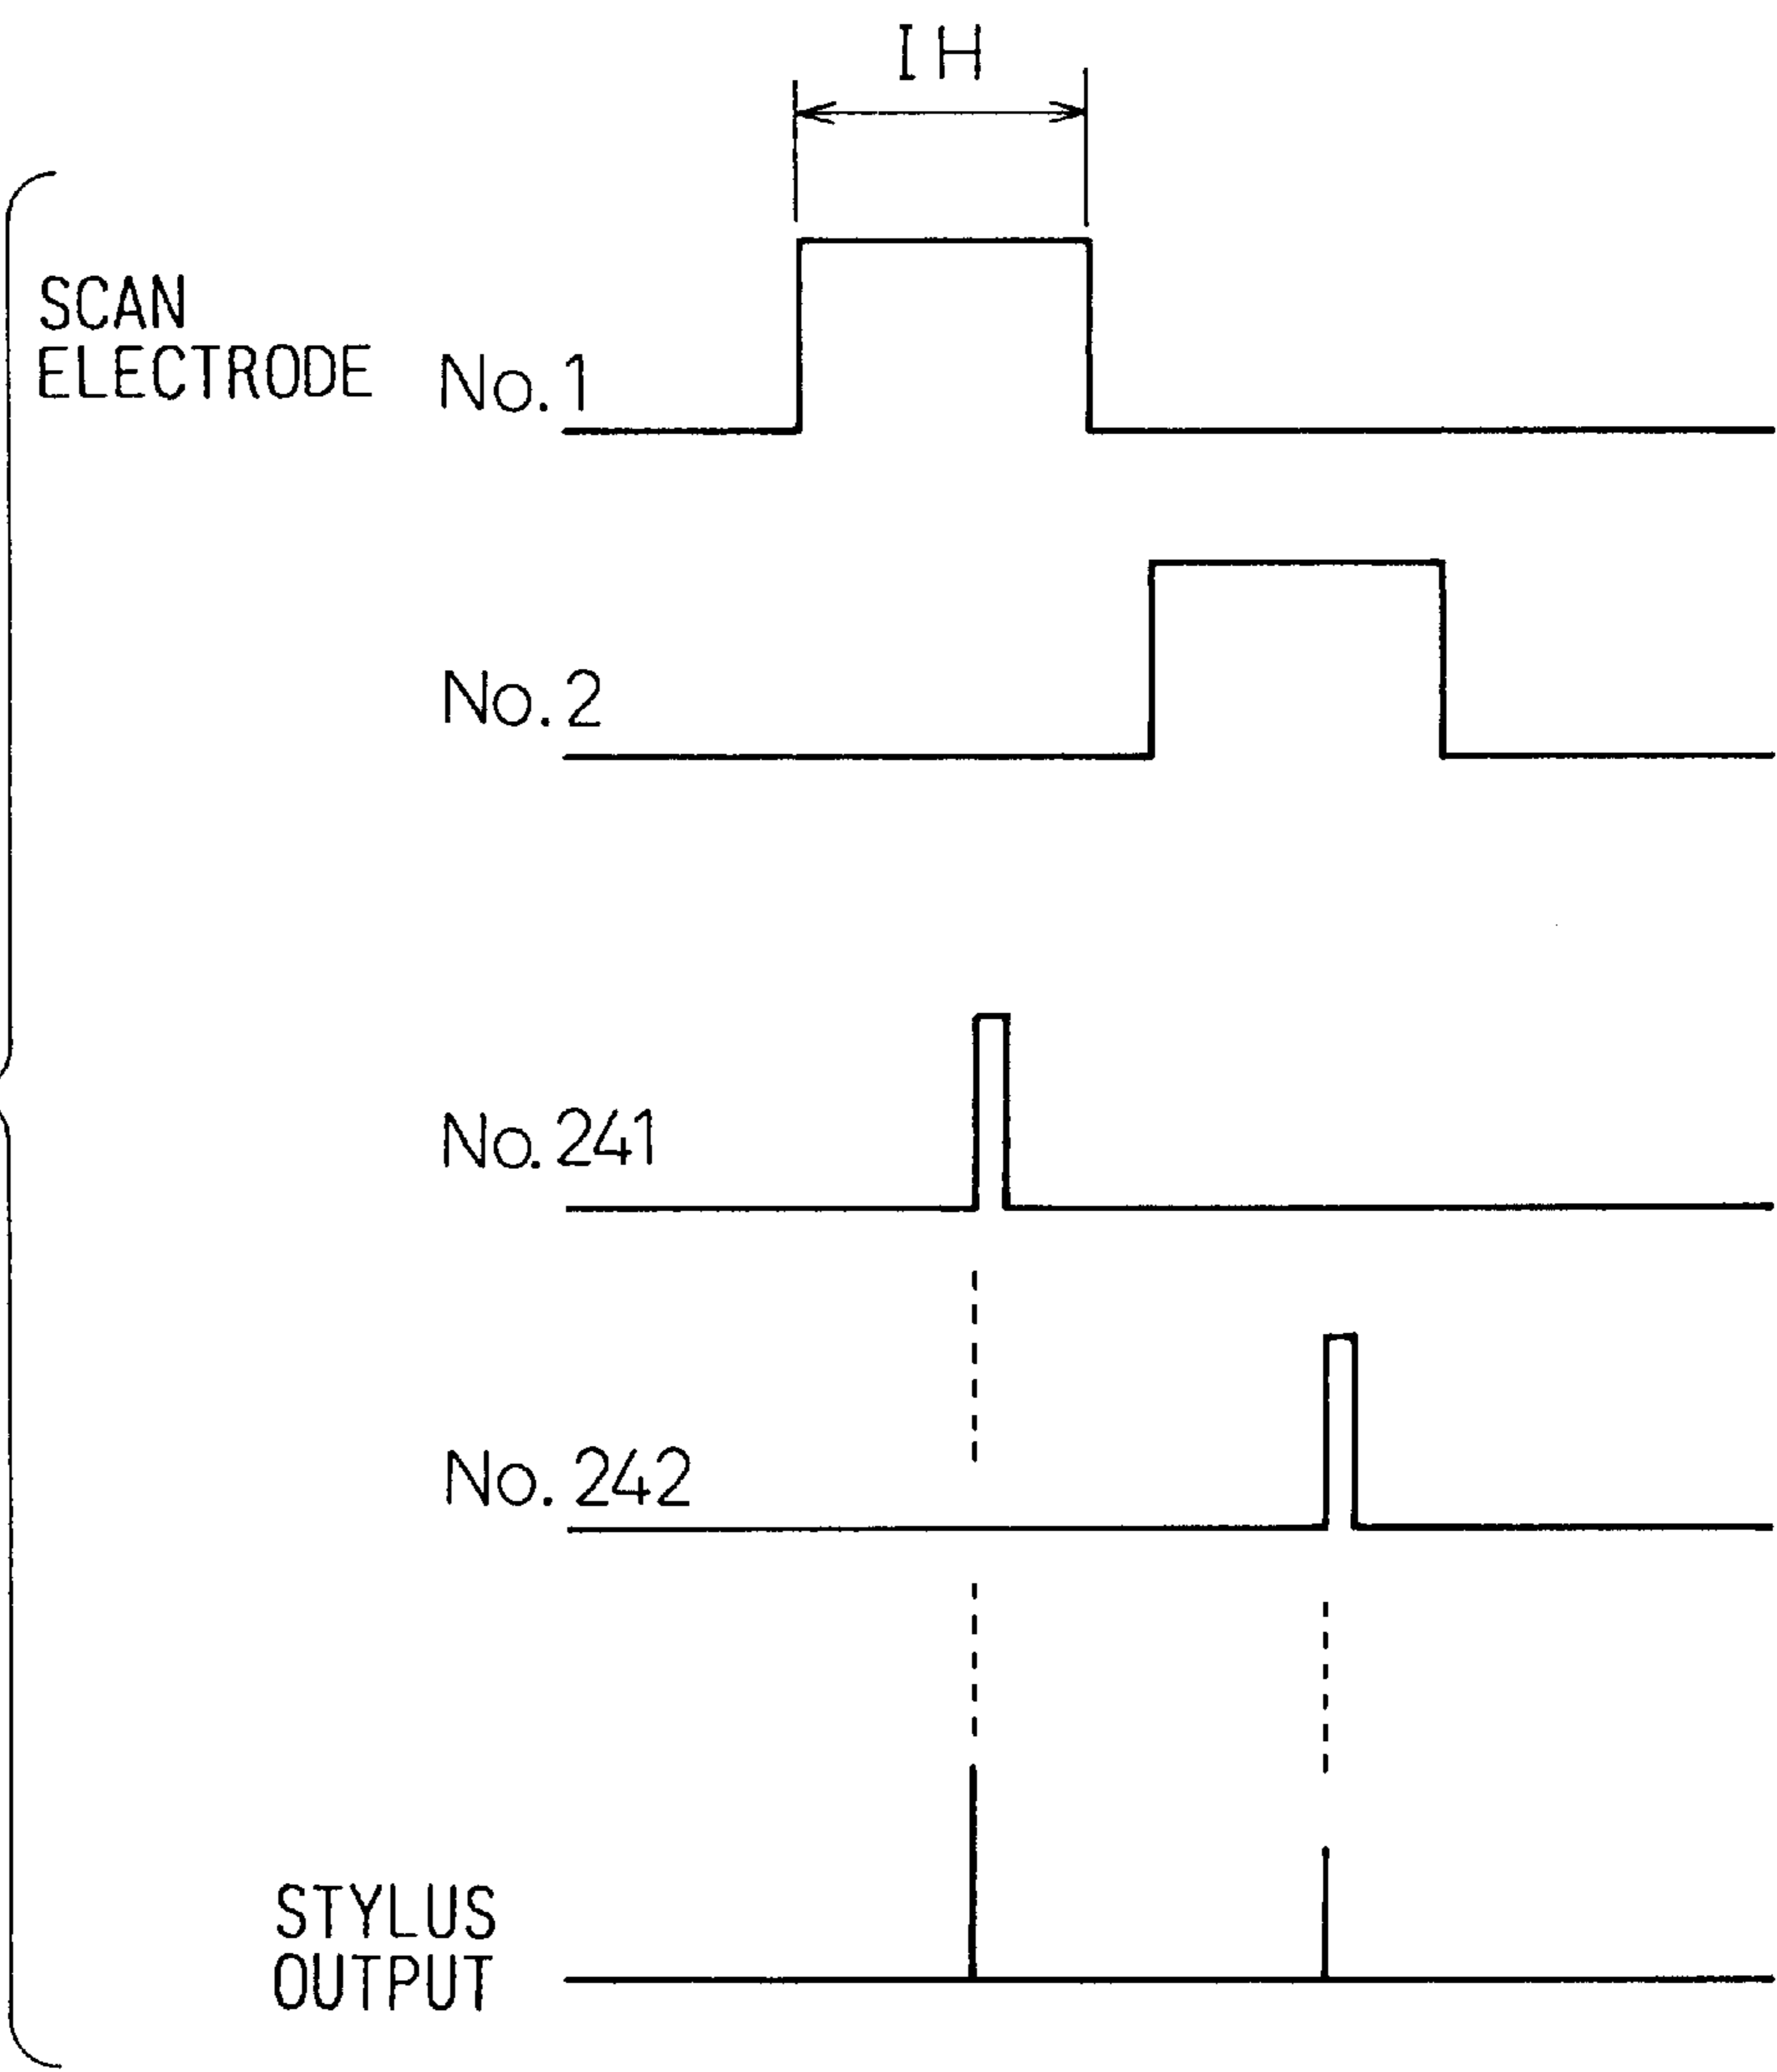 IH
SCAN
ELECTRODE
No.1
No.2
No.241
No.242
STYLUS
OUTPUT